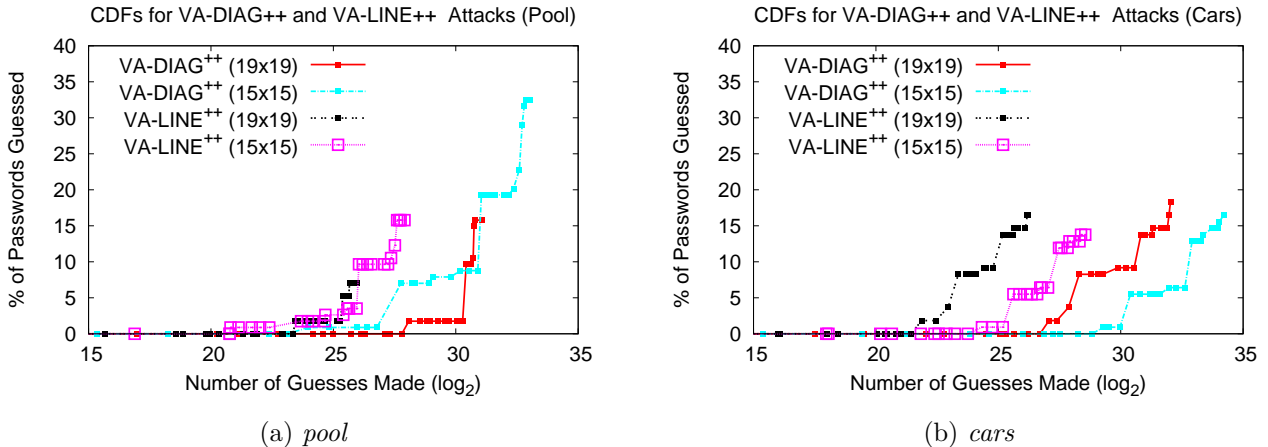 CDFs for VA-DIAG++ and VA-LINE++ Attacks (Pool)
% of Passwords Guessed
40
35
30
25
20
15
10
5
0
VA-DIAG++ (19x19)
VA-DIAG++ (15x15)
VA-LINE++ (19x19)
VA-LINE++ (15x15)
15 20 25 30 35
Number of Guesses Made (log2)
(a) pool
CDFs for VA-DIAG++ and VA-LINE++ Attacks (Cars)
% of Passwords Guessed
40
35
30
25
20
15
10
5
0
VA-DIAG++ (19x19)
VA-DIAG++ (15x15)
VA-LINE++ (19x19)
VA-LINE++ (15x15)
15 20 25 30 35
Number of Guesses Made (log2)
(b) cars